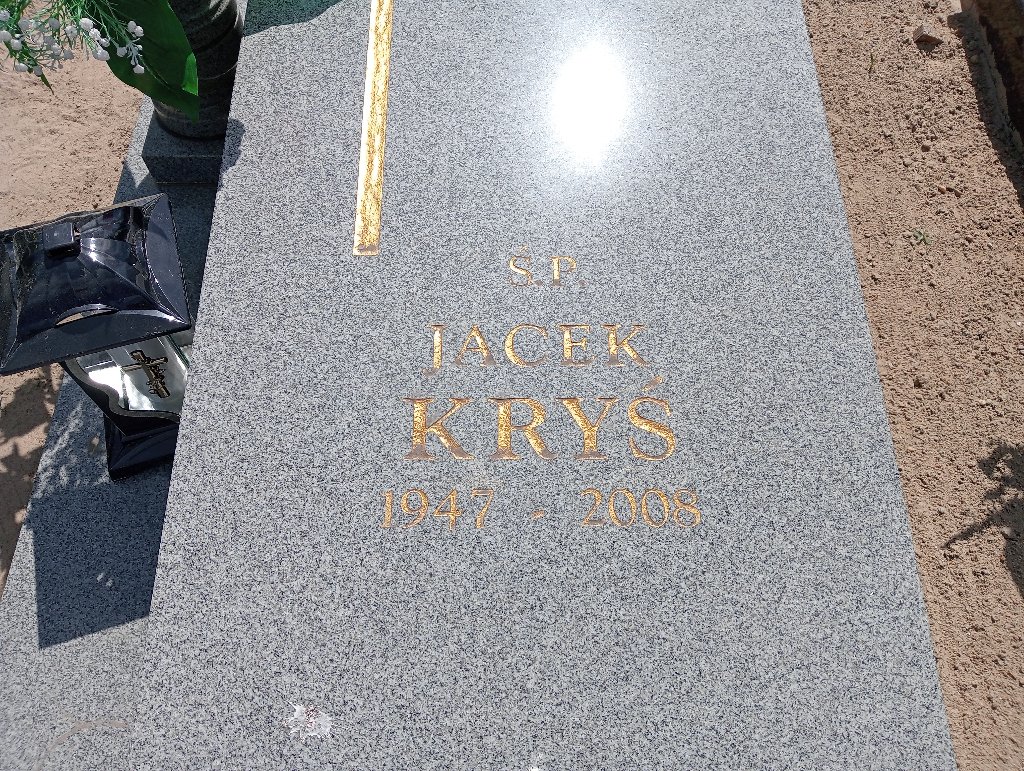 Ś.P.
JACEK
KRYŚ
1947 - 2008